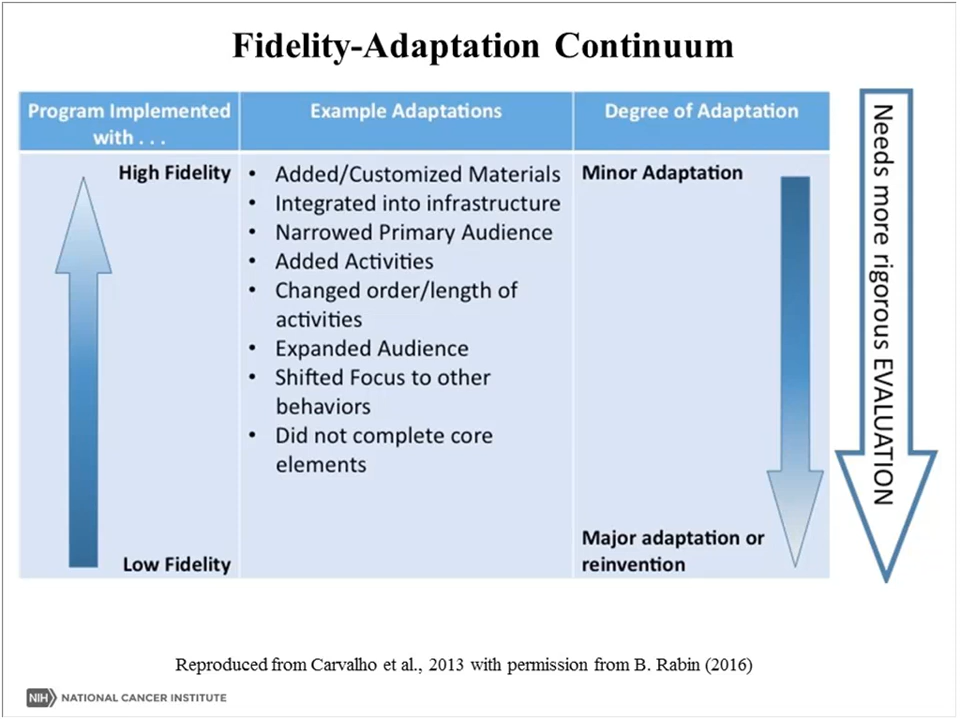 Fidelity-Adaptation Continuum
Program Implemented
with . . .
Example Adaptations
Degree of Adaptation
High Fidelity
Low Fidelity
• Added/Customized Materials
• Integrated into infrastructure
• Narrowed Primary Audience
• Added Activities
• Changed order/length of
activities
• Expanded Audience
• Shifted Focus to other
behaviors
• Did not complete core
elements
Minor Adaptation
Major adaptation or
reinvention
Needs more rigorous EVALUATION
Reproduced from Carvalho et al., 2013 with permission from B. Rabin (2016)
NIH NATIONAL CANCER INSTITUTE